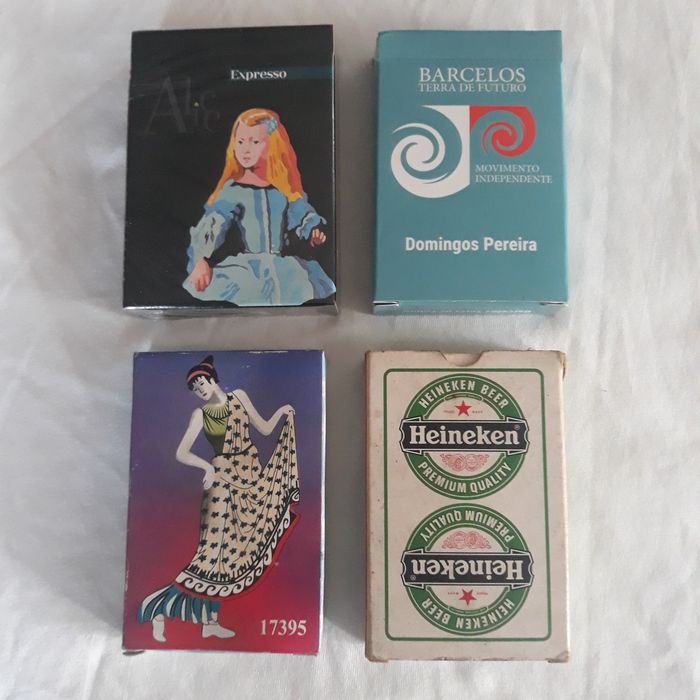 Expresso
Alic
BARCELOS
TERRA DE FUTURO
MOVIMENTO
INDEPENDENTE
Domingos Pereira
17395
HEINEKEN BEER
Heineken®
PREMIUM QUALITY
PREMIUM QUALITY
Heineken
HEINEKEN BEER